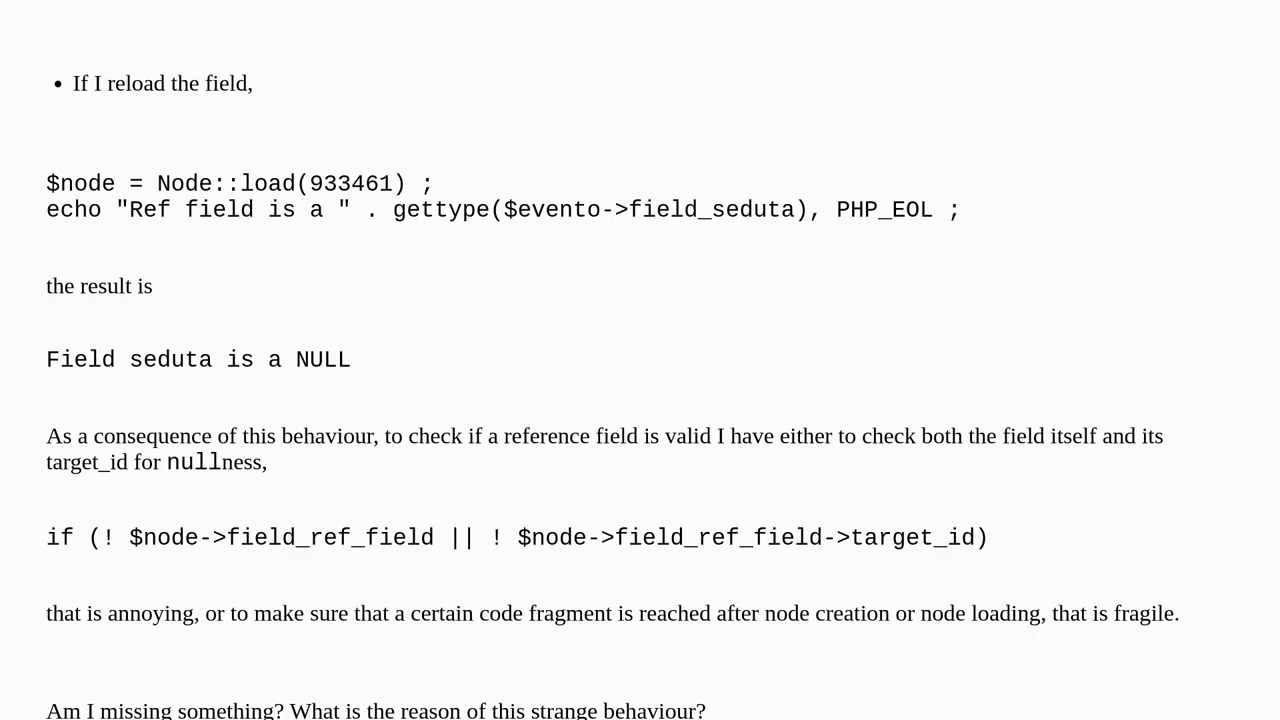 • If I reload the field,
$node = Node::load(933461) ;
echo "Ref field is a " . gettype($evento->field_seduta), PHP_EOL ;
the result is
Field seduta is a NULL
As a consequence of this behaviour, to check if a reference field is valid I have either to check both the field itself and its
target_id for nullness,
if (! $node->field_ref_field || ! $node->field_ref_field->target_id)
that is annoying, or to make sure that a certain code fragment is reached after node creation or node loading, that is fragile.
Am I missing something? What is the reason of this strange behaviour?